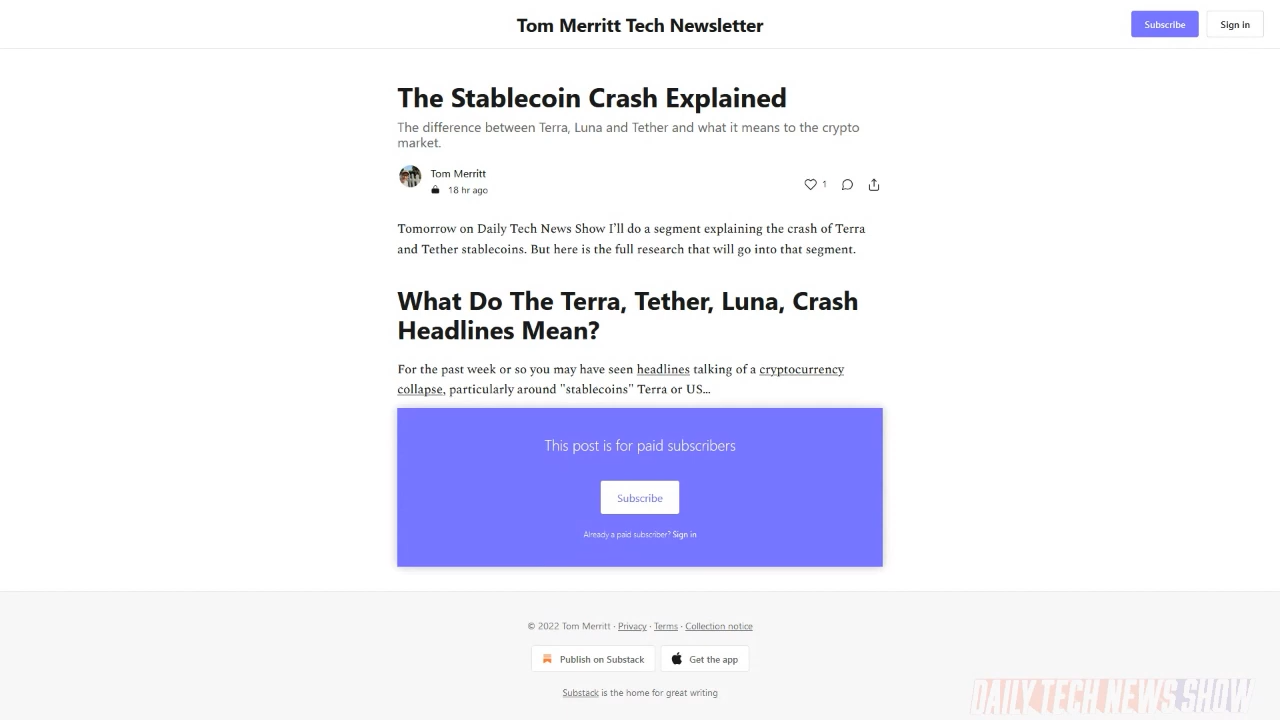 Tom Merritt Tech Newsletter
Subscribe
Sign in
The Stablecoin Crash Explained
The difference between Terra, Luna and Tether and what it means to the crypto
market.
Tom Merritt
18 hr ago
1
Tomorrow on Daily Tech News Show I’ll do a segment explaining the crash of Terra
and Tether stablecoins. But here is the full research that will go into that segment.
What Do The Terra, Tether, Luna, Crash
Headlines Mean?
For the past week or so you may have seen headlines talking of a cryptocurrency
collapse, particularly around "stablecoins" Terra or US...
This post is for paid subscribers
Subscribe
Already a paid subscriber? Sign in
© 2022 Tom Merritt · Privacy · Terms · Collection notice
Publish on Substack
Get the app
Substack is the home for great writing
DAILY TECH NEWS SHOW